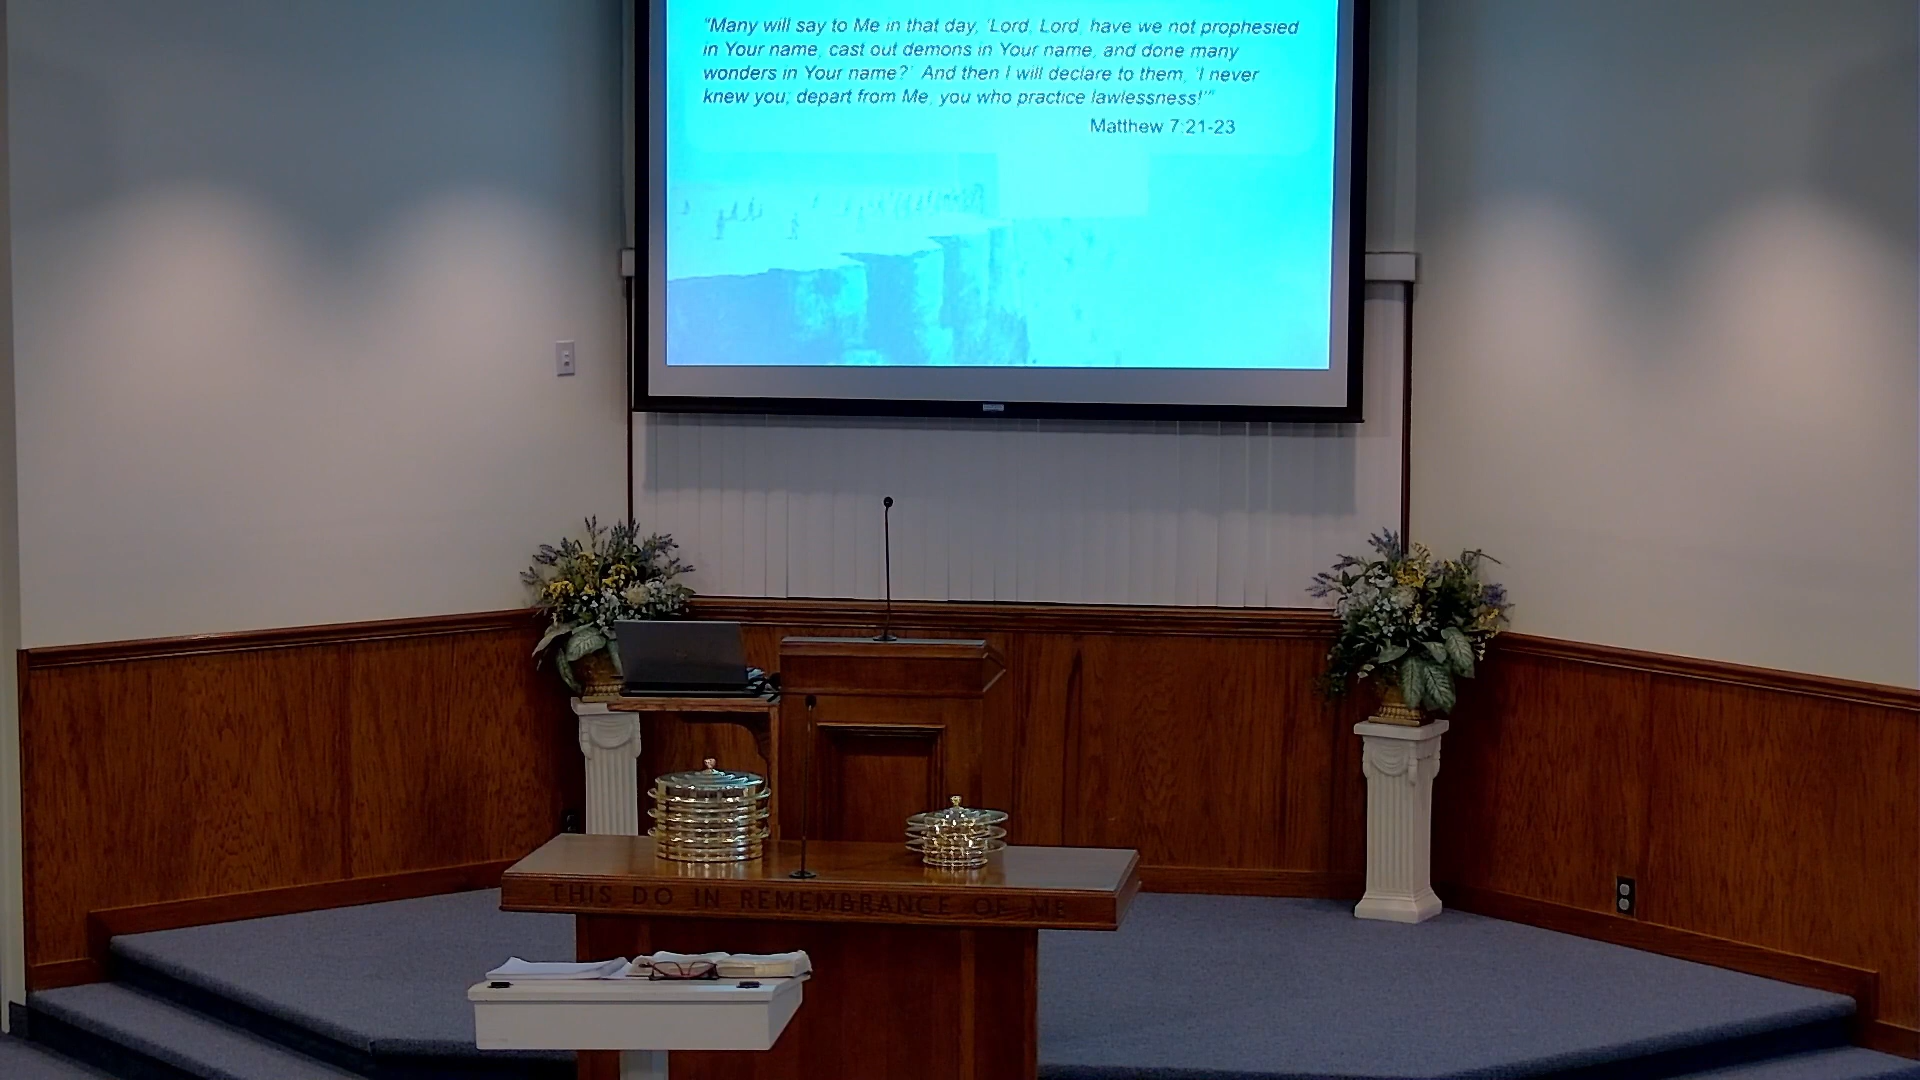 "Many will say to Me in that day, 'Lord, Lord, have we not prophesied
in Your name, cast out demons in Your name, and done many
wonders in Your name?' And then I will declare to them, 'I never
knew you; depart from Me, you who practice lawlessness!'"
Matthew 7:21-23
THIS DO IN REMEMBRANCE OF ME